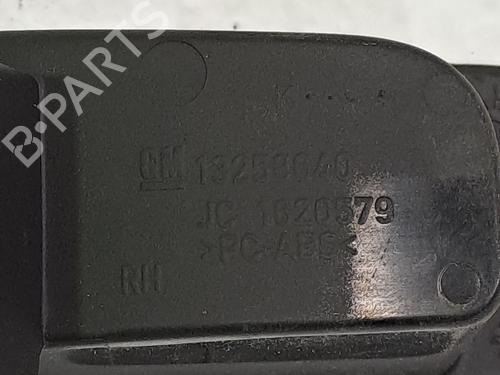 B-PARTS
GM 13258640
JC 1620579
>PC-ABS<
RH